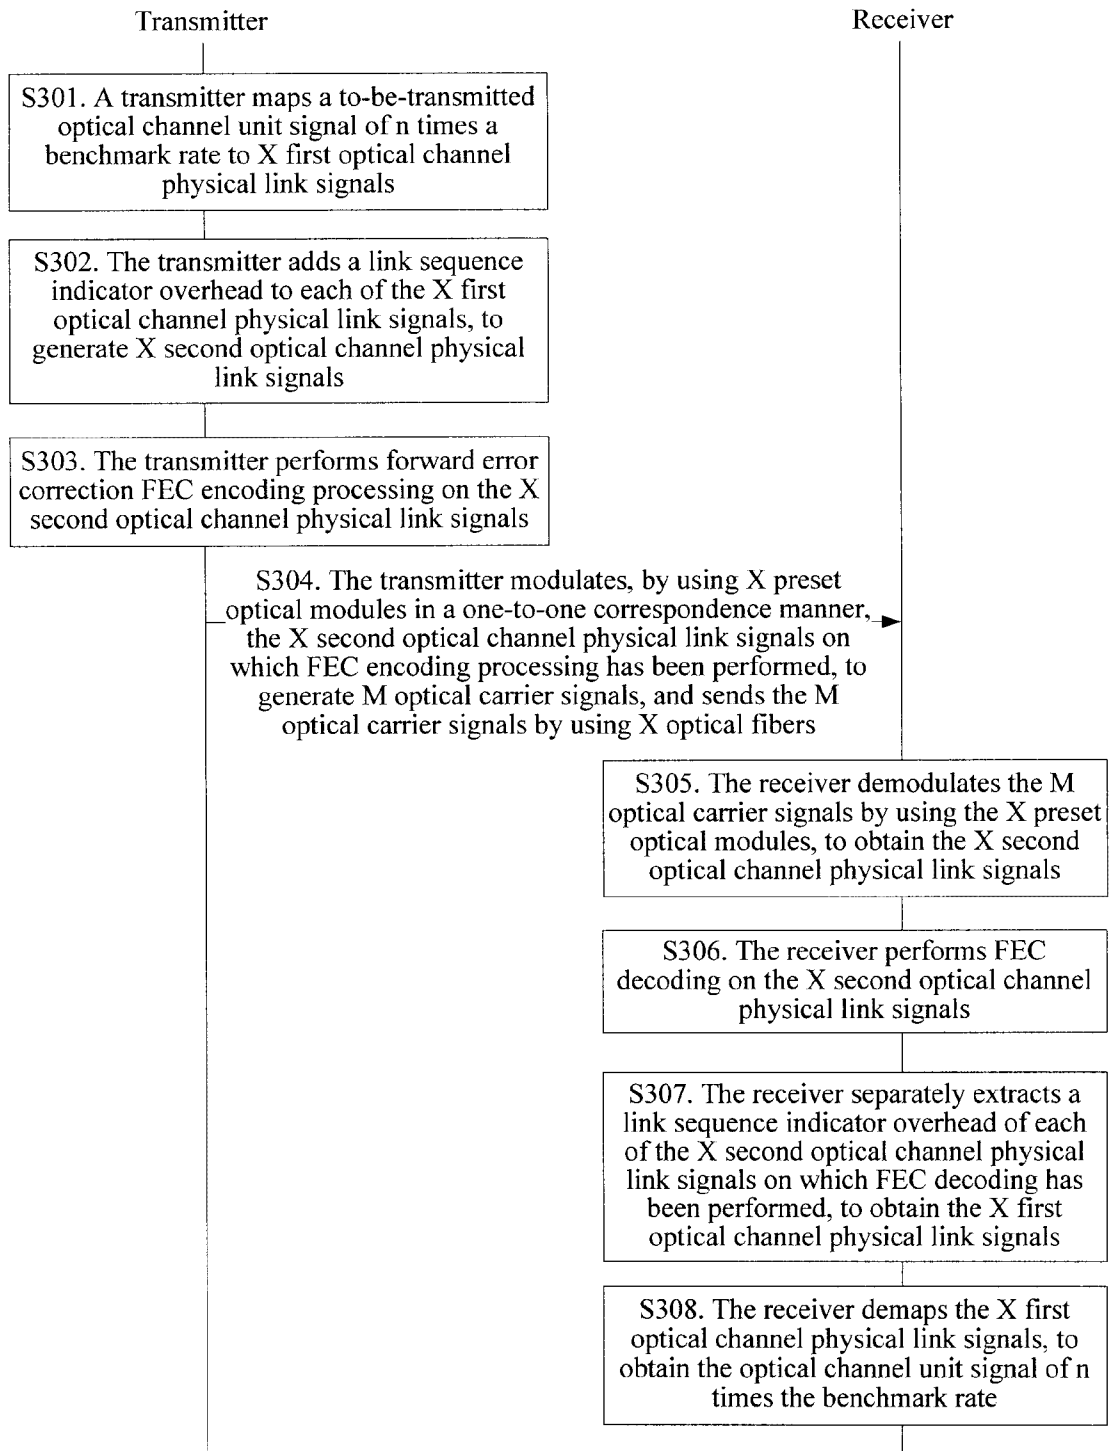 Transmitter
Receiver
S301. A transmitter maps a to-be-transmitted
optical channel unit signal of n times a
benchmark rate to X first optical channel
physical link signals
S302. The transmitter adds a link sequence
indicator overhead to each of the X first
optical channel physical link signals, to
generate X second optical channel physical
link signals
S303. The transmitter performs forward error
correction FEC encoding processing on the X
second optical channel physical link signals
S304. The transmitter modulates, by using X preset
optical modules in a one-to-one correspondence manner,
the X second optical channel physical link signals on
which FEC encoding processing has been performed, to
generate M optical carrier signals, and sends the M
optical carrier signals by using X optical fibers
S305. The receiver demodulates the M
optical carrier signals by using the X preset
optical modules, to obtain the X second
optical channel physical link signals
S306. The receiver performs FEC
decoding on the X second optical channel
physical link signals
S307. The receiver separately extracts a
link sequence indicator overhead of each
of the X second optical channel physical
link signals on which FEC decoding has
been performed, to obtain the X first
optical channel physical link signals
S308. The receiver demaps the X first
optical channel physical link signals, to
obtain the optical channel unit signal of n
times the benchmark rate